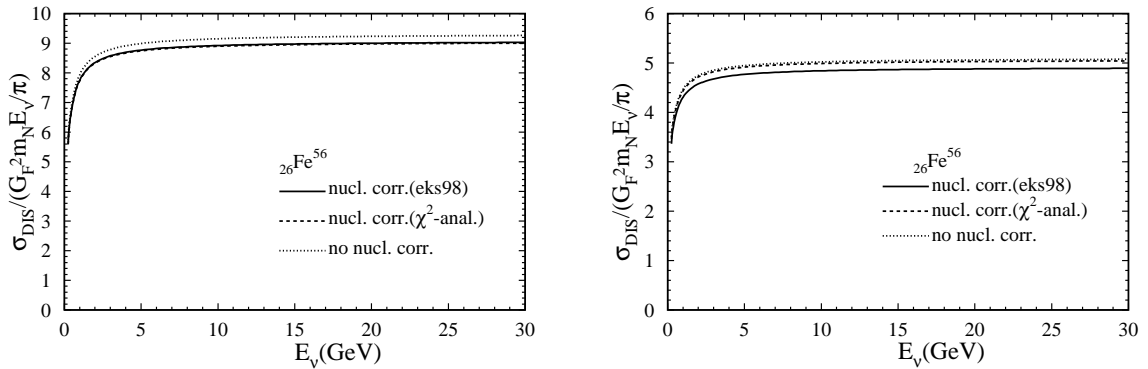 10
9
8
7
6
5
4
3
2
1
0
σDIS/(GF²mNEν/π)
₂₆Fe⁵⁶
nucl. corr.(eks98)
nucl. corr.(χ²-anal.)
no nucl. corr.
0 5 10 15 20 25 30
Eν(GeV)
6
5
4
3
2
1
0
σDIS/(GF²mNEν/π)
₂₆Fe⁵⁶
nucl. corr.(eks98)
nucl. corr.(χ²-anal.)
no nucl. corr.
0 5 10 15 20 25 30
Eν(GeV)